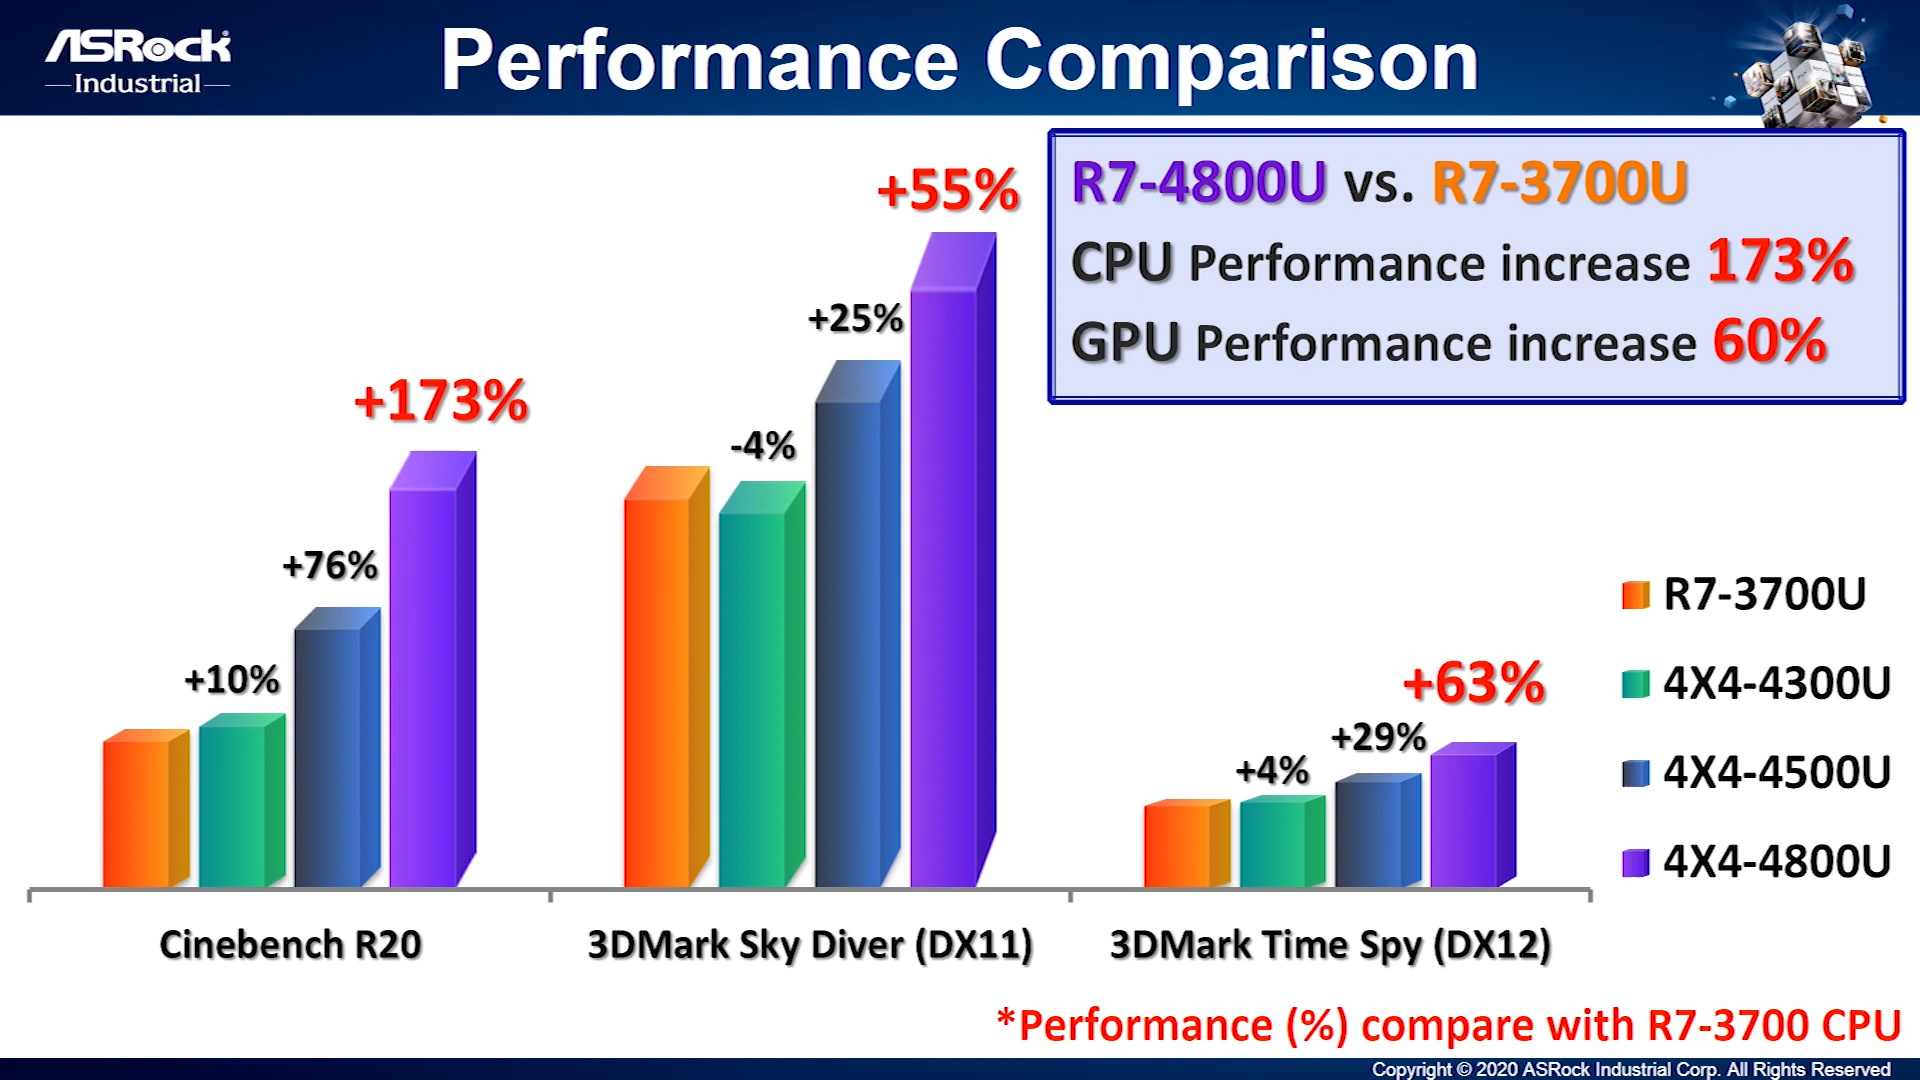 ASRock
Industrial
Performance Comparison
R7-4800U vs. R7-3700U
CPU Performance increase 173%
GPU Performance increase 60%
+173%
+76%
+10%
+55%
+25%
-4%
+63%
+29%
+4%
R7-3700U
4X4-4300U
4X4-4500U
4X4-4800U
Cinebench R20
3DMark Sky Diver (DX11)
3DMark Time Spy (DX12)
*Performance (%) compare with R7-3700 CPU
Copyright © 2020 ASRock Industrial Corp. All Rights Reserved